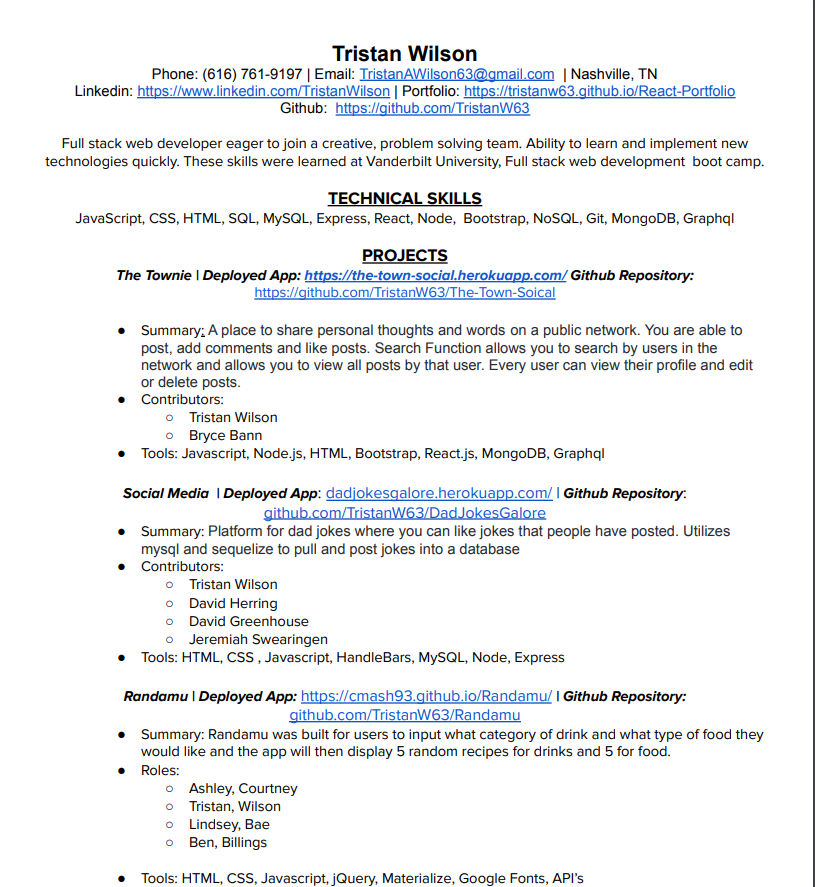 Tristan Wilson
Phone: (616) 761-9197 | Email: TristanAWilson63@gmail.com | Nashville, TN
Linkedin: https://www.linkedin.com/TristanWilson | Portfolio: https://tristanw63.github.io/React-Portfolio
Github: https://github.com/TristanW63
Full stack web developer eager to join a creative, problem solving team. Ability to learn and implement new
technologies quickly. These skills were learned at Vanderbilt University, Full stack web development boot camp.
TECHNICAL SKILLS
JavaScript, CSS, HTML, SQL, MySQL, Express, React, Node, Bootstrap, NoSQL, Git, MongoDB, Graphql
PROJECTS
The Townie | Deployed App: https://the-town-social.herokuapp.com/ Github Repository:
https://github.com/TristanW63/The-Town-Soical
● Summary: A place to share personal thoughts and words on a public network. You are able to
post, add comments and like posts. Search Function allows you to search by users in the
network and allows you to view all posts by that user. Every user can view their profile and edit
or delete posts.
● Contributors:
○ Tristan Wilson
○ Bryce Bann
● Tools: Javascript, Node.js, HTML, Bootstrap, React.js, MongoDB, Graphql
Social Media | Deployed App: dadjokesgalore.herokuapp.com/ | Github Repository:
github.com/TristanW63/DadJokesGalore
● Summary: Platform for dad jokes where you can like jokes that people have posted. Utilizes
mysql and sequelize to pull and post jokes into a database
● Contributors:
○ Tristan Wilson
○ David Herring
○ David Greenhouse
○ Jeremiah Swearingen
● Tools: HTML, CSS , Javascript, HandleBars, MySQL, Node, Express
Randamu | Deployed App: https://cmash93.github.io/Randamu/ | Github Repository:
github.com/TristanW63/Randamu
● Summary: Randamu was built for users to input what category of drink and what type of food they
would like and the app will then display 5 random recipes for drinks and 5 for food.
● Roles:
○ Ashley, Courtney
○ Tristan, Wilson
○ Lindsey, Bae
○ Ben, Billings
● Tools: HTML, CSS, Javascript, jQuery, Materialize, Google Fonts, API’s